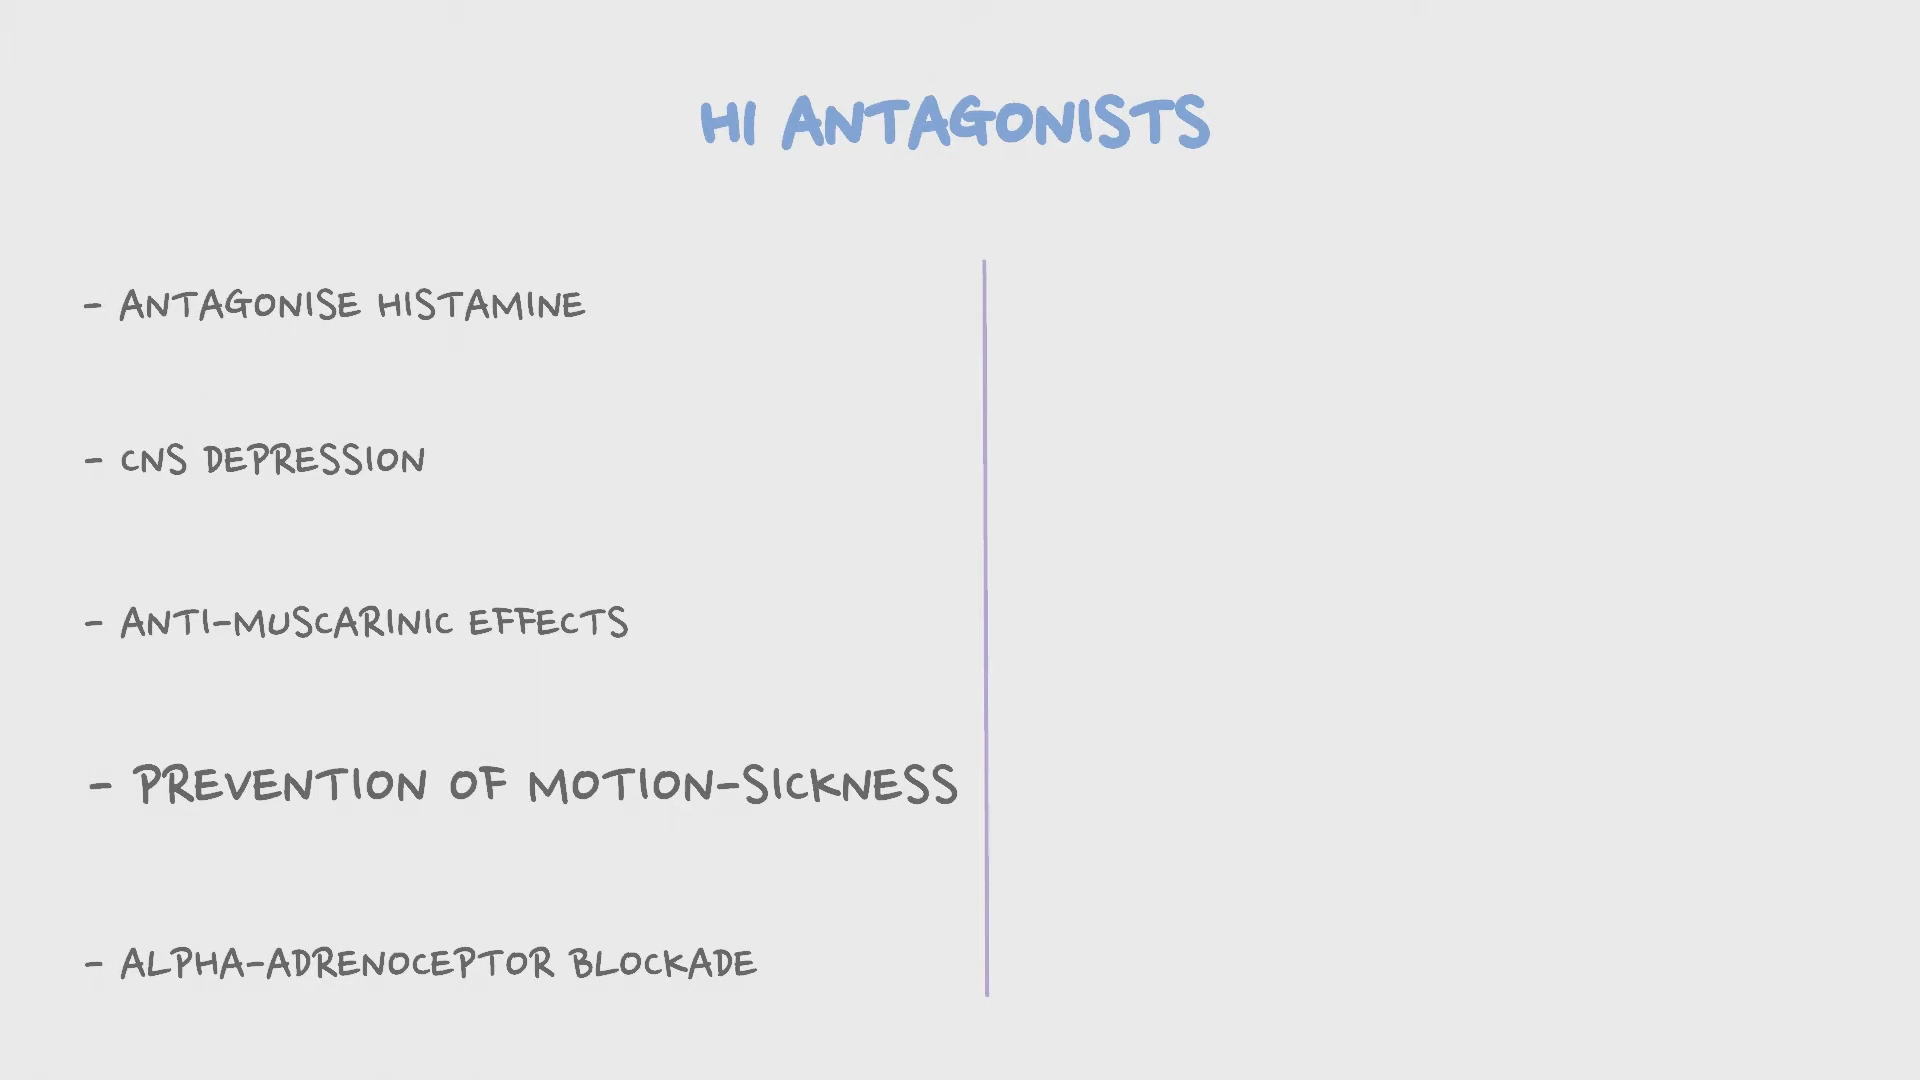 H1 ANTAGONISTS
- ANTAGONISE HISTAMINE
- CNS DEPRESSION
- ANTI-MUSCARINIC EFFECTS
- PREVENTION OF MOTION-SICKNESS
- ALPHA-ADRENOCEPTOR BLOCKADE